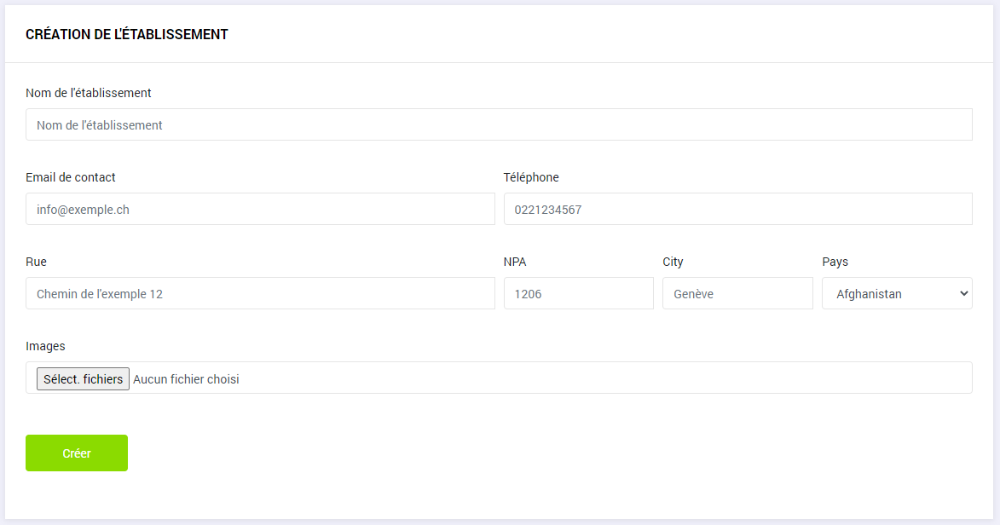 CRÉATION DE L'ÉTABLISSEMENT
Nom de l'établissement
Nom de l'établissement
Email de contact Téléphone
info@exemple.ch 0221234567
Rue NPA City Pays
Chemin de l'exemple 12 1206 Genève Afghanistan
Images
Sélect. fichiers Aucun fichier choisi
Créer